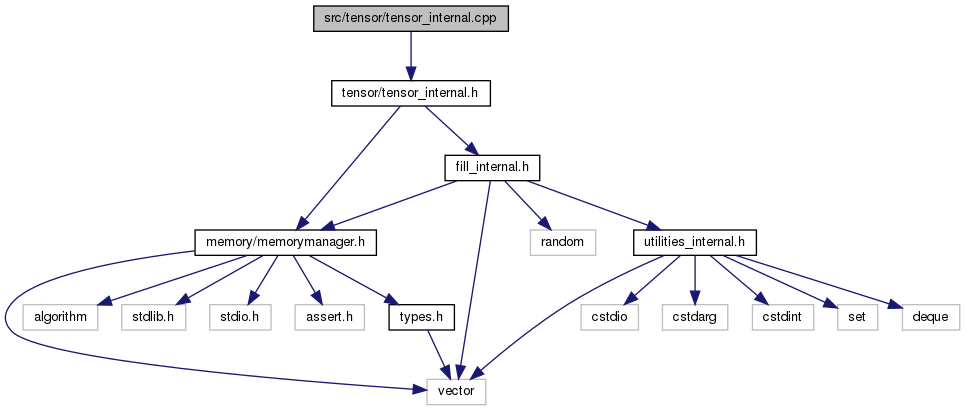 src/tensor/tensor_internal.cpp
tensor/tensor_internal.h
fill_internal.h
memory/memorymanager.h
random
utilities_internal.h
algorithm
stdlib.h
stdio.h
assert.h
types.h
cstdio
cstdarg
cstdint
set
deque
vector